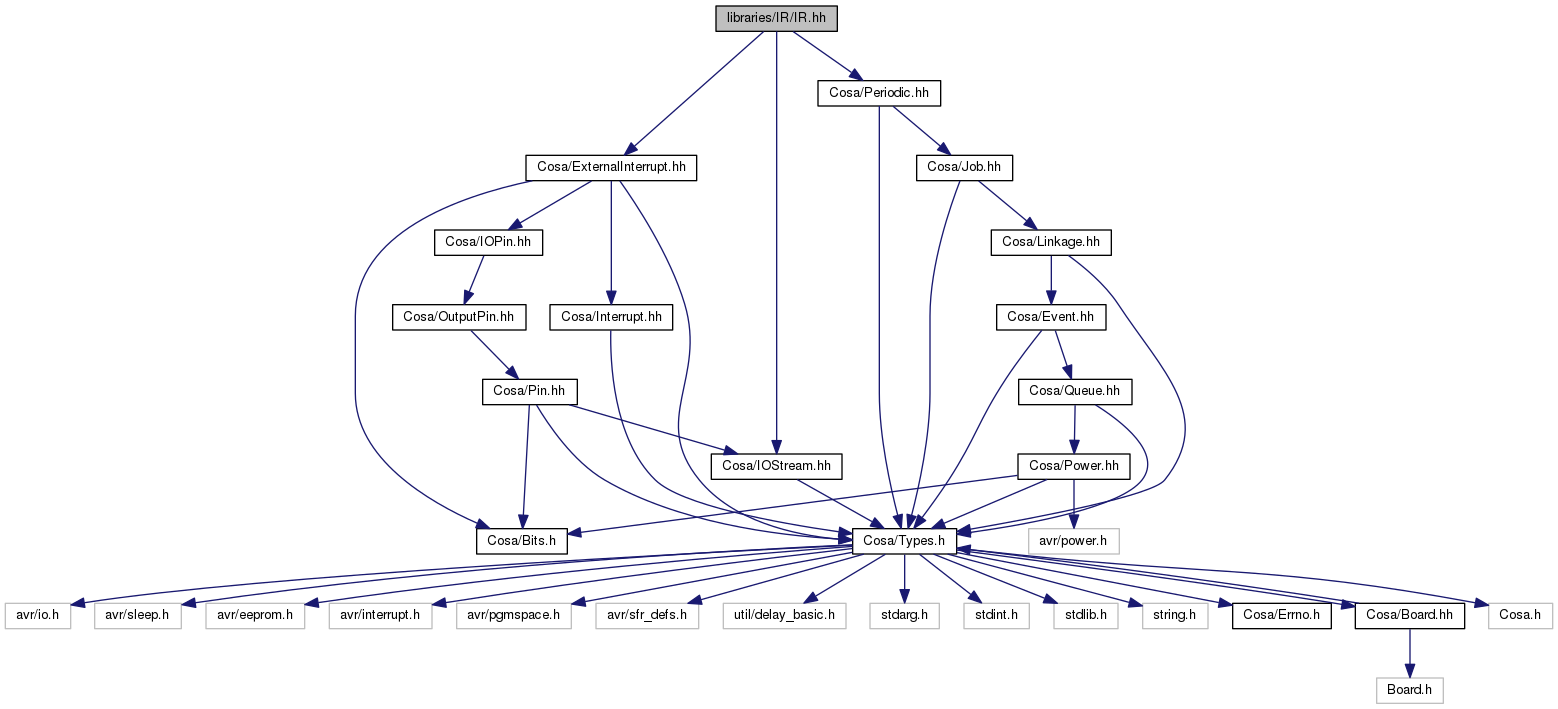 libraries/IR/IR.hh
Cosa/Periodic.hh
Cosa/ExternalInterrupt.hh
Cosa/Job.hh
Cosa/IOPin.hh
Cosa/Linkage.hh
Cosa/OutputPin.hh
Cosa/Interrupt.hh
Cosa/Event.hh
Cosa/Pin.hh
Cosa/Queue.hh
Cosa/IOStream.hh
Cosa/Power.hh
Cosa/Bits.h
Cosa/Types.h
avr/power.h
avr/io.h
avr/sleep.h
avr/eeprom.h
avr/interrupt.h
avr/pgmspace.h
avr/sfr_defs.h
util/delay_basic.h
stdarg.h
stdint.h
stdlib.h
string.h
Cosa/Errno.h
Cosa/Board.hh
Cosa.h
Board.h